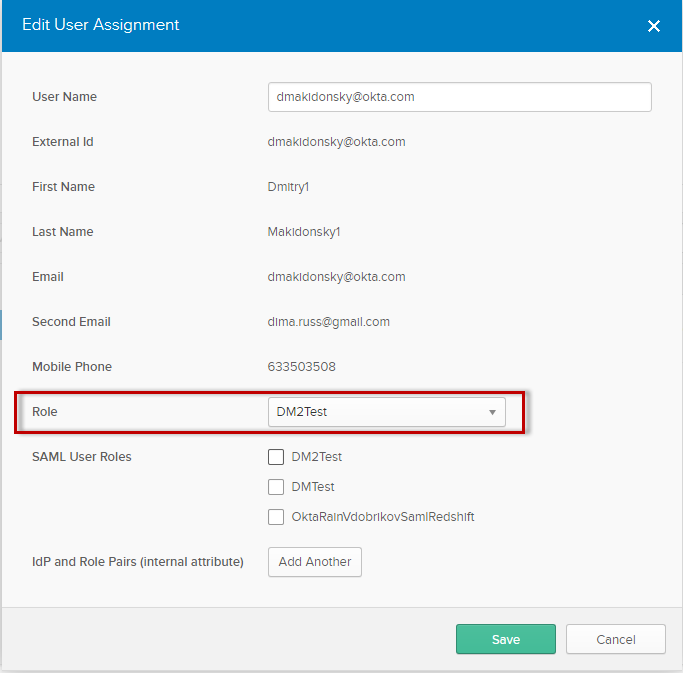 Edit User Assignment
User Name dmakidonsky@okta.com
External Id dmakidonsky@okta.com
First Name Dmitry1
Last Name Makidonsky1
Email dmakidonsky@okta.com
Second Email dima.russ@gmail.com
Mobile Phone 633503508
Role DM2Test
SAML User Roles DM2Test
DMTest
OktaRainVdobrikovSamlRedshift
IdP and Role Pairs (internal attribute) Add Another
Save Cancel